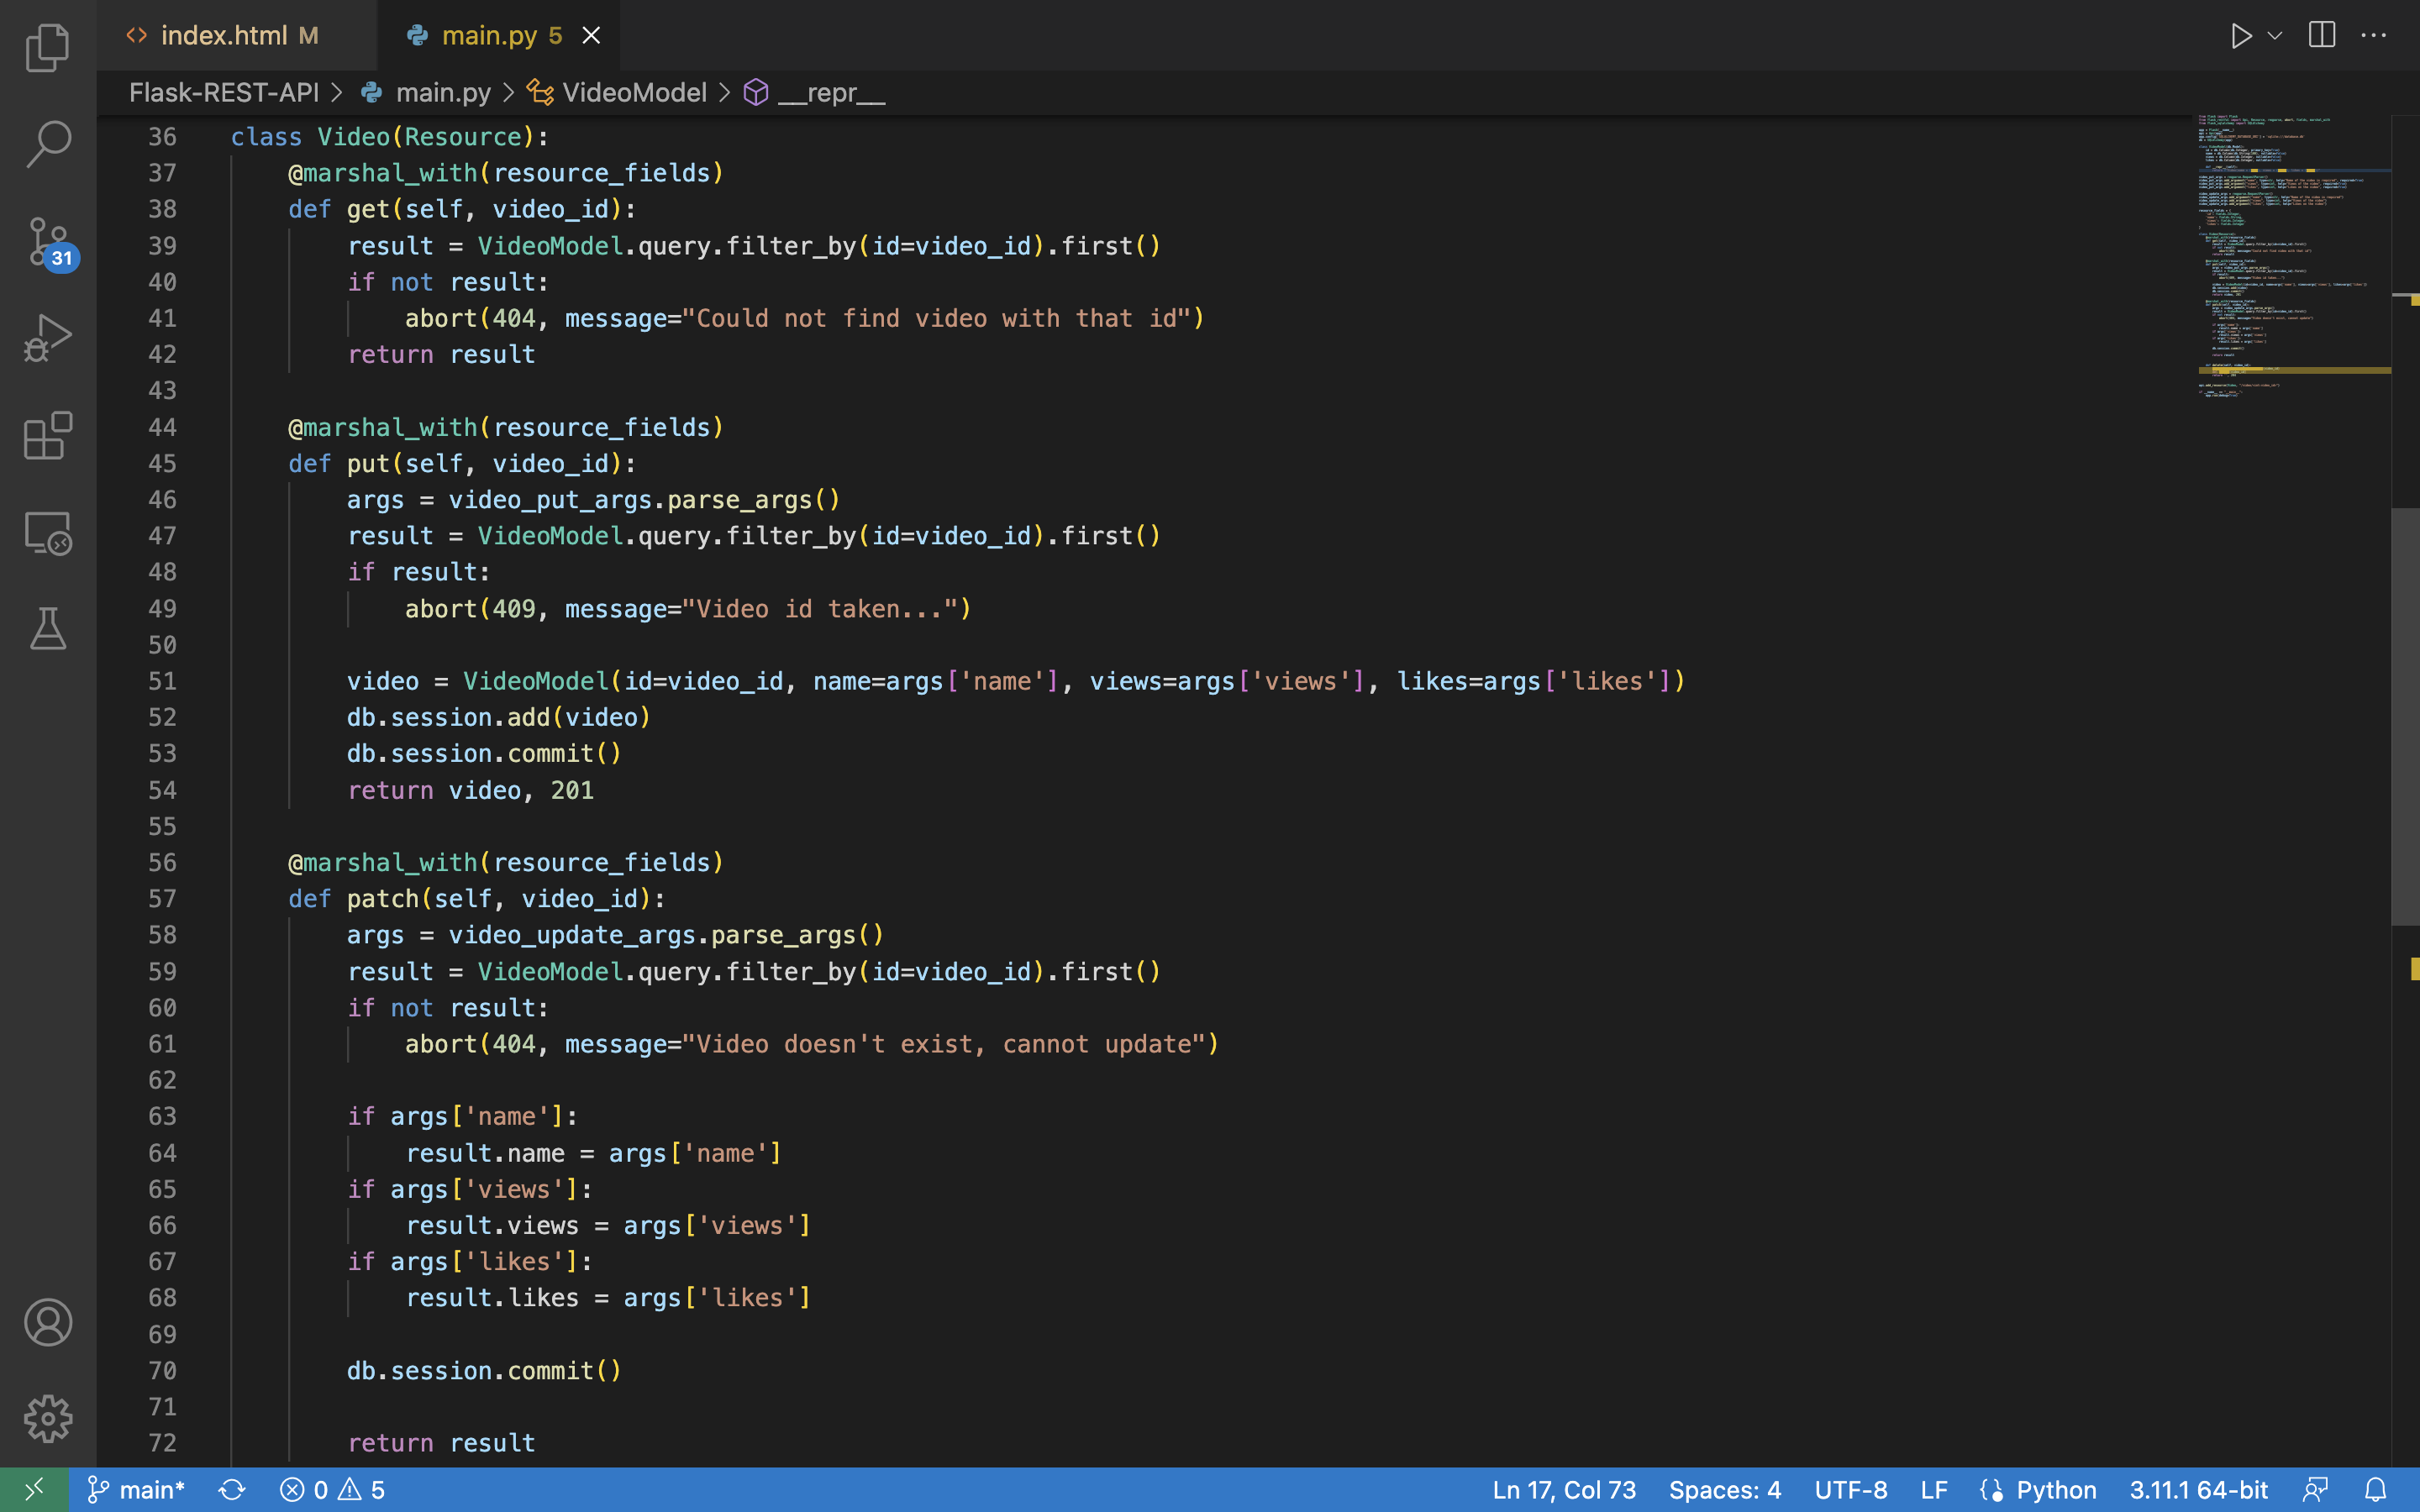 index.html M
main.py 5
Flask-REST-API > main.py > VideoModel > __repr__
36 class Video(Resource):
37 @marshal_with(resource_fields)
38 def get(self, video_id):
39 result = VideoModel.query.filter_by(id=video_id).first()
40 if not result:
41 abort(404, message="Could not find video with that id")
42 return result
43
44 @marshal_with(resource_fields)
45 def put(self, video_id):
46 args = video_put_args.parse_args()
47 result = VideoModel.query.filter_by(id=video_id).first()
48 if result:
49 abort(409, message="Video id taken...")
50
51 video = VideoModel(id=video_id, name=args['name'], views=args['views'], likes=args['likes'])
52 db.session.add(video)
53 db.session.commit()
54 return video, 201
55
56 @marshal_with(resource_fields)
57 def patch(self, video_id):
58 args = video_update_args.parse_args()
59 result = VideoModel.query.filter_by(id=video_id).first()
60 if not result:
61 abort(404, message="Video doesn't exist, cannot update")
62
63 if args['name']:
64 result.name = args['name']
65 if args['views']:
66 result.views = args['views']
67 if args['likes']:
68 result.likes = args['likes']
69
70 db.session.commit()
71
72 return result
31
main* 0 5 Ln 17, Col 73 Spaces: 4 UTF-8 LF Python 3.11.1 64-bit